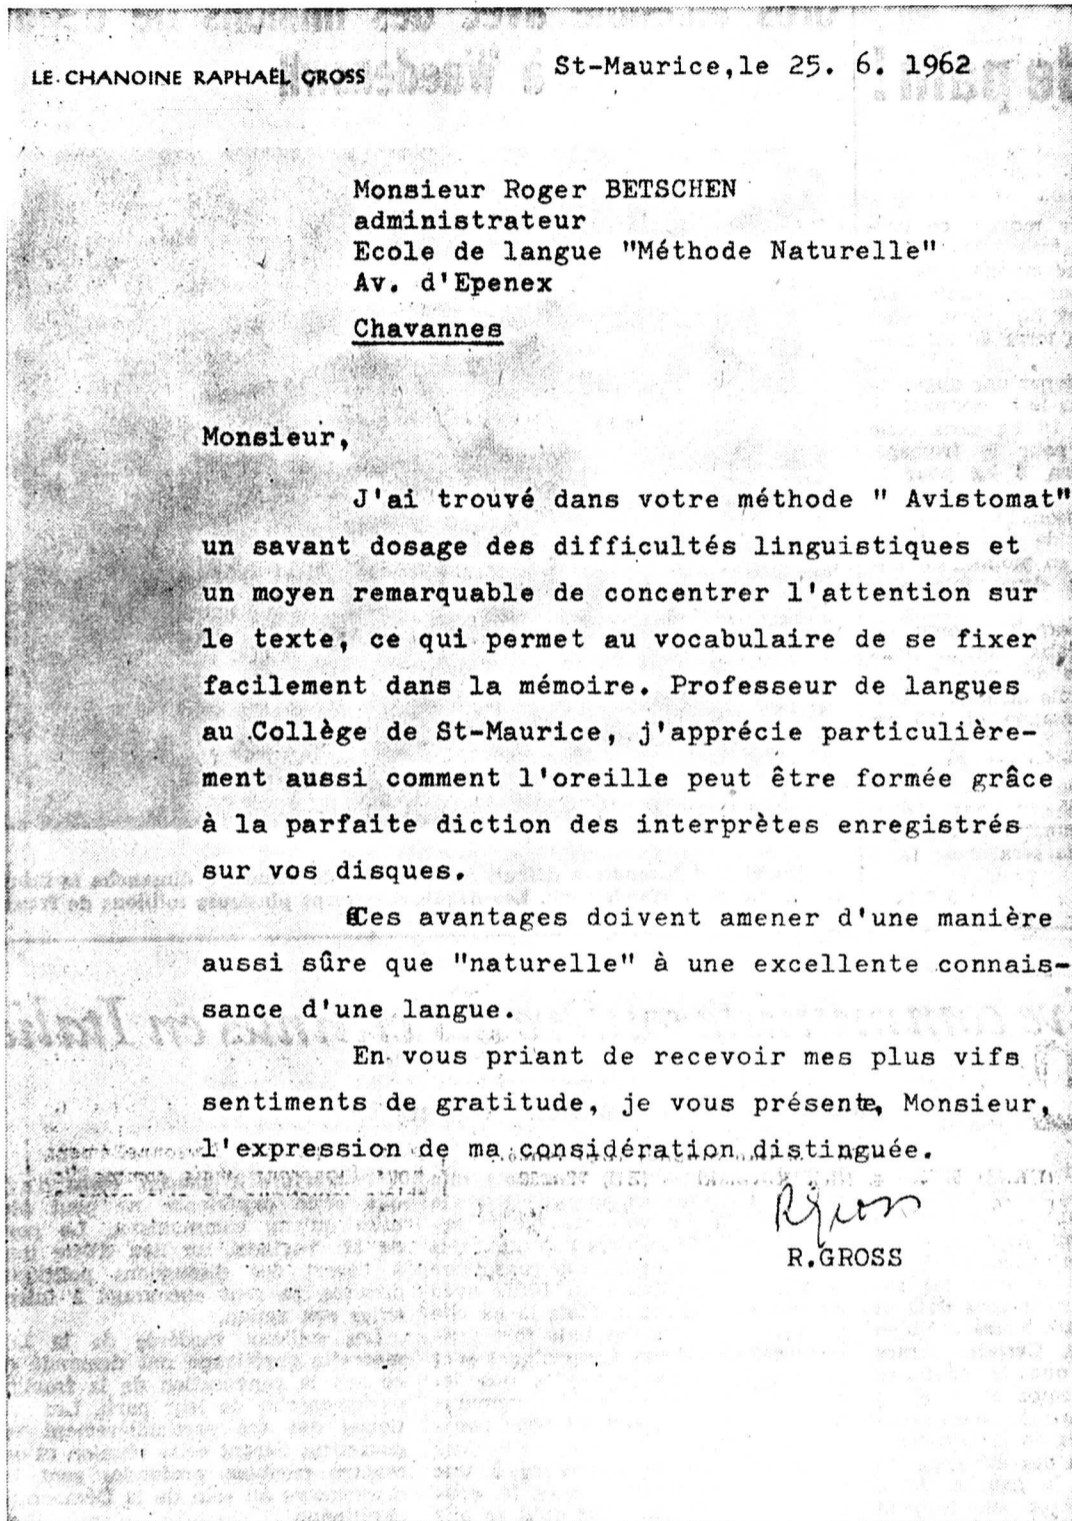 LE CHANOINE RAPHAËL GROSS
St-Maurice,le 25. 6. 1962
Monsieur Roger BETSCHEN
administrateur
Ecole de langue "Méthode Naturelle"
Av. d'Epenex
Chavannes
Monsieur,
J'ai trouvé dans votre méthode " Avistomat"
un savant dosage des difficultés linguistiques et
un moyen remarquable de concentrer l'attention sur
le texte, ce qui permet au vocabulaire de se fixer
facilement dans la mémoire. Professeur de langues
au Collège de St-Maurice, j'apprécie particulière-
ment aussi comment l'oreille peut être formée grâce
à la parfaite diction des interprètes enregistrés
sur vos disques.
Ces avantages doivent amener d'une manière
aussi sûre que "naturelle" à une excellente connais-
sance d'une langue.
En vous priant de recevoir mes plus vifs
sentiments de gratitude, je vous présente, Monsieur,
l'expression de ma considération distinguée.
RGross
R.GROSS